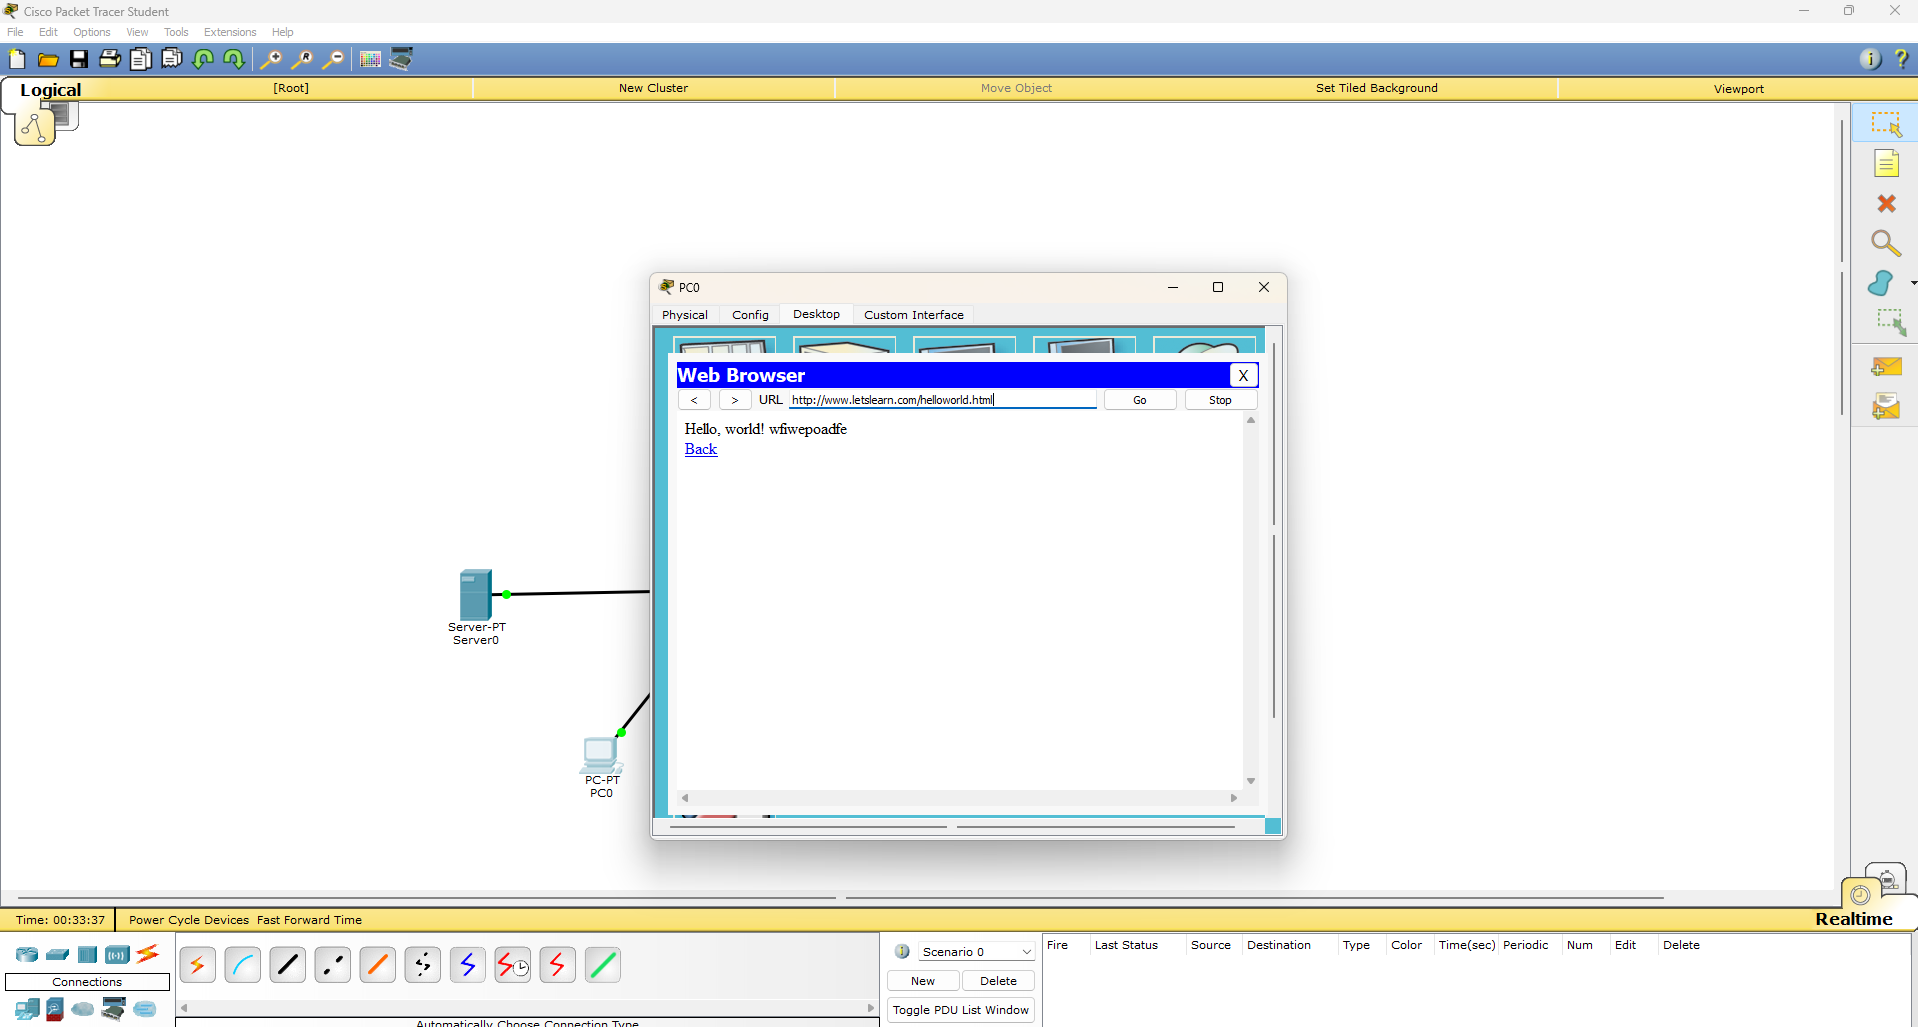 Cisco Packet Tracer Student
File Edit Options View Tools Extensions Help
Logical [Root] New Cluster Move Object Set Tiled Background Viewport
PC0
Physical Config Desktop Custom Interface
Web Browser X
< > URL http://www.letslearn.com/helloworld.html Go Stop
Hello, world! wfiwepoadfe
Back
Server-PT
Server0
PC-PT
PC0
Time: 00:33:37 Power Cycle Devices Fast Forward Time Realtime
Connections
Automatically Choose Connection Type
Scenario 0
New Delete
Toggle PDU List Window
Fire Last Status Source Destination Type Color Time(sec) Periodic Num Edit Delete